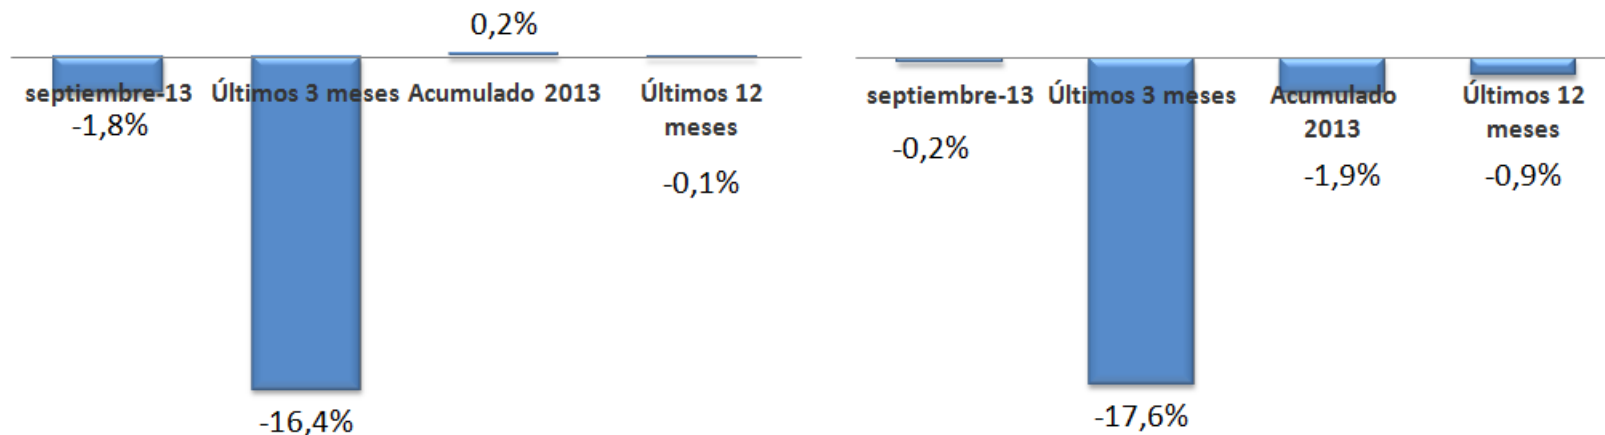 0,2%
septiembre-13 Últimos 3 meses Acumulado 2013 Últimos 12
meses
-1,8%
-0,1%
-16,4%
septiembre-13 Últimos 3 meses Acumulado Últimos 12
2013 meses
-0,2%
-1,9% -0,9%
-17,6%